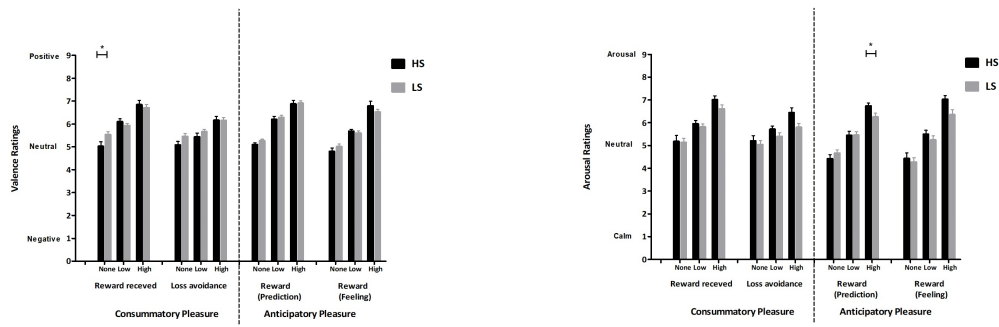 *
Positive 9
8
7
6
Neutral 5
4
3
2
Negative 1
0
Valence Ratings
HS
LS
None Low High
None Low High
None Low High
None Low High
Reward receved
Loss avoidance
Reward
(Prediction)
Reward
(Feeling)
Consummatory Pleasure
Anticipatory Pleasure
*
Arousal 9
8
7
6
Neutral 5
4
3
2
Calm 1
0
Arousal Ratings
HS
LS
None Low High
None Low High
None Low High
None Low High
Reward receved
Loss avoidance
Reward
(Prediction)
Reward
(Feeling)
Consummatory Pleasure
Anticipatory Pleasure